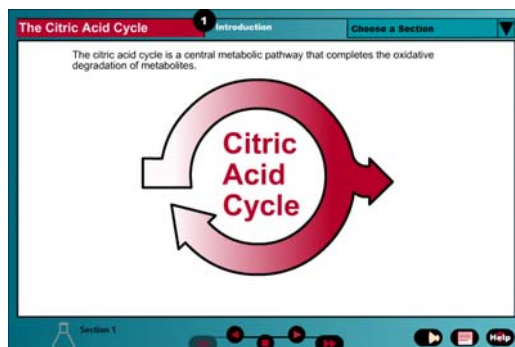 The Citric Acid Cycle
1
Introduction
Choose a Section
The citric acid cycle is a central metabolic pathway that completes the oxidative
degradation of metabolites.
Citric
Acid
Cycle
Section 1
Help